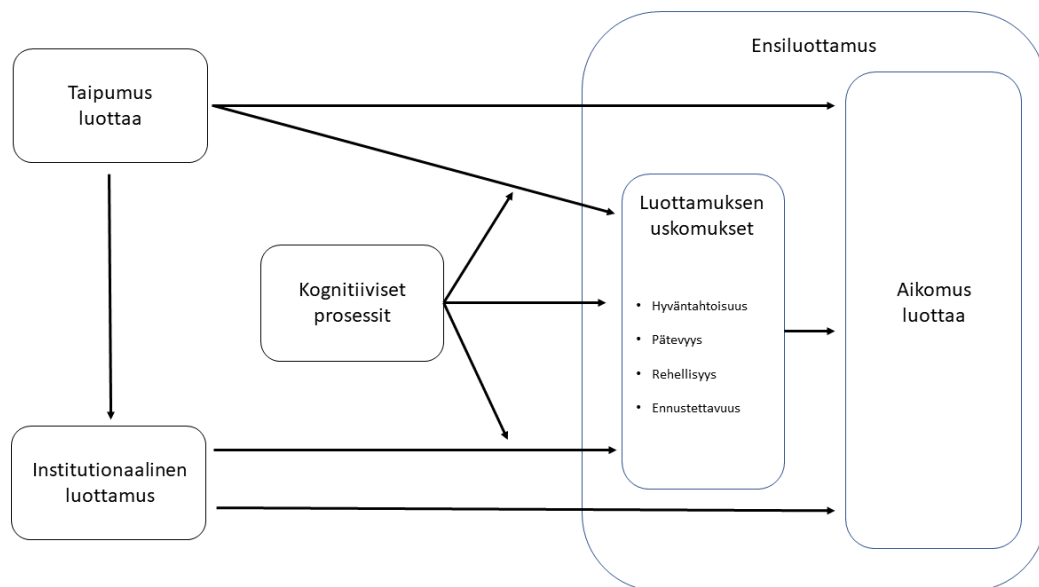 Ensiluottamus
Taipumus
luottaa
Luottamuksen
uskomukset
Kognitiiviset
prosessit
• Hyväntahtoisuus
• Pätevyys
• Rehellisyys
• Ennustettavuus
Aikomus
luottaa
Institutionaalinen
luottamus